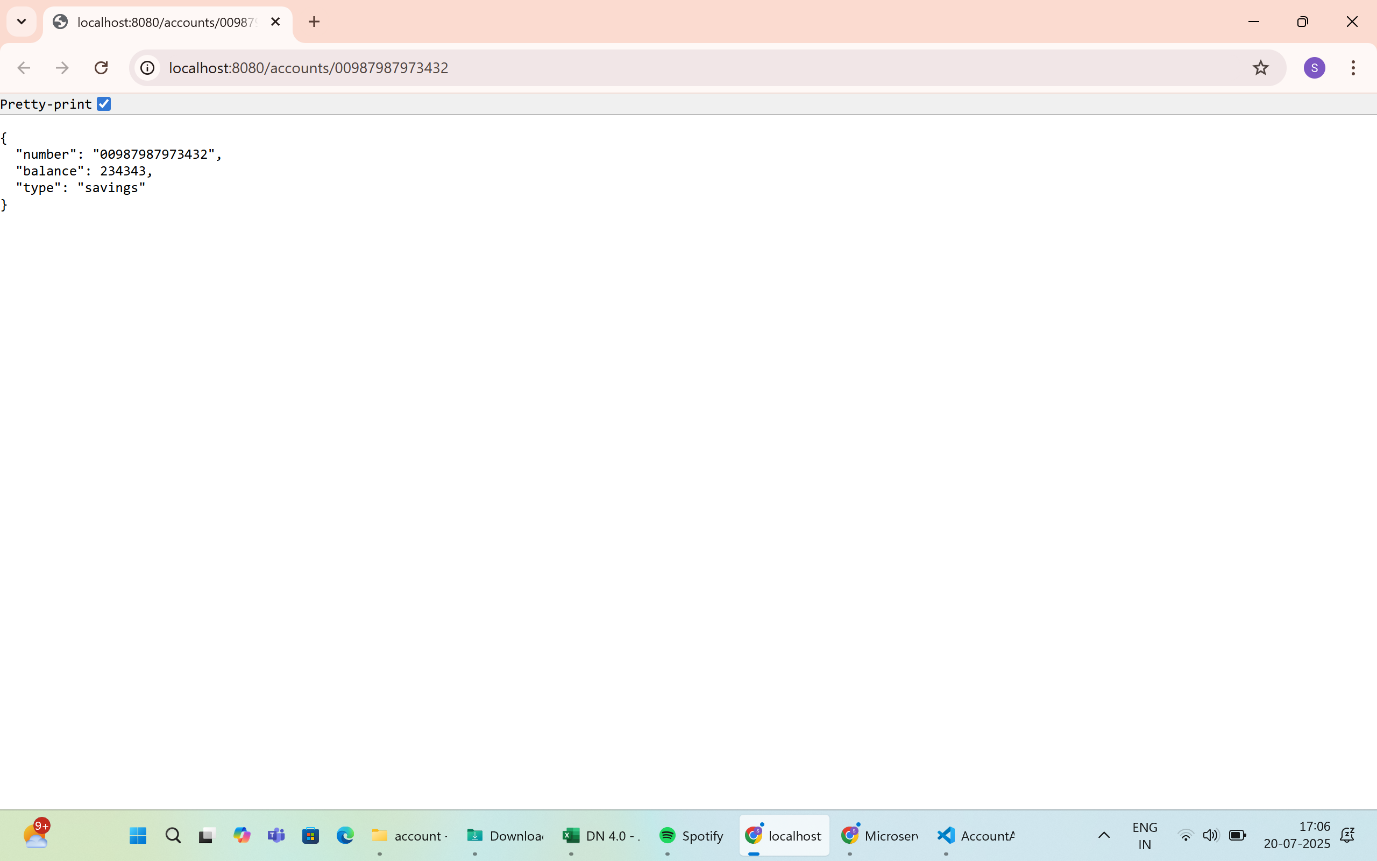 localhost:8080/accounts/00987
localhost:8080/accounts/00987987973432
S
Pretty-print
{
  "number": "00987987973432",
  "balance": 234343,
  "type": "savings"
}
9+
account -
Downloa
DN 4.0 - .
Spotify
localhost
Microser
AccountA
ENG
IN
17:06
20-07-2025